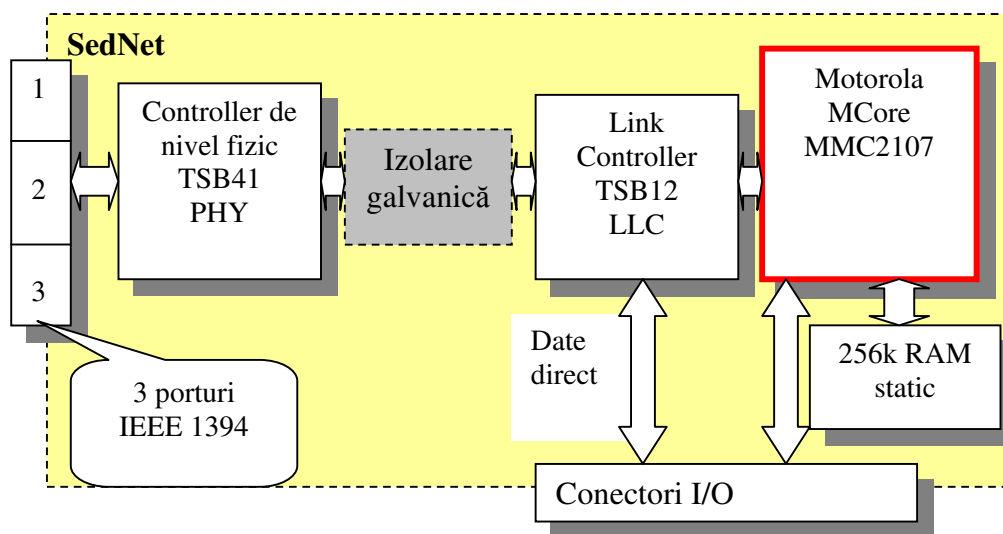 SedNet
1
2
3
Controller de
nivel fizic
TSB41
PHY
Izolare
galvanică
Link
Controller
TSB12
LLC
Motorola
MCore
MMC2107
Date
direct
256k RAM
static
3 porturi
IEEE 1394
Conectori I/O